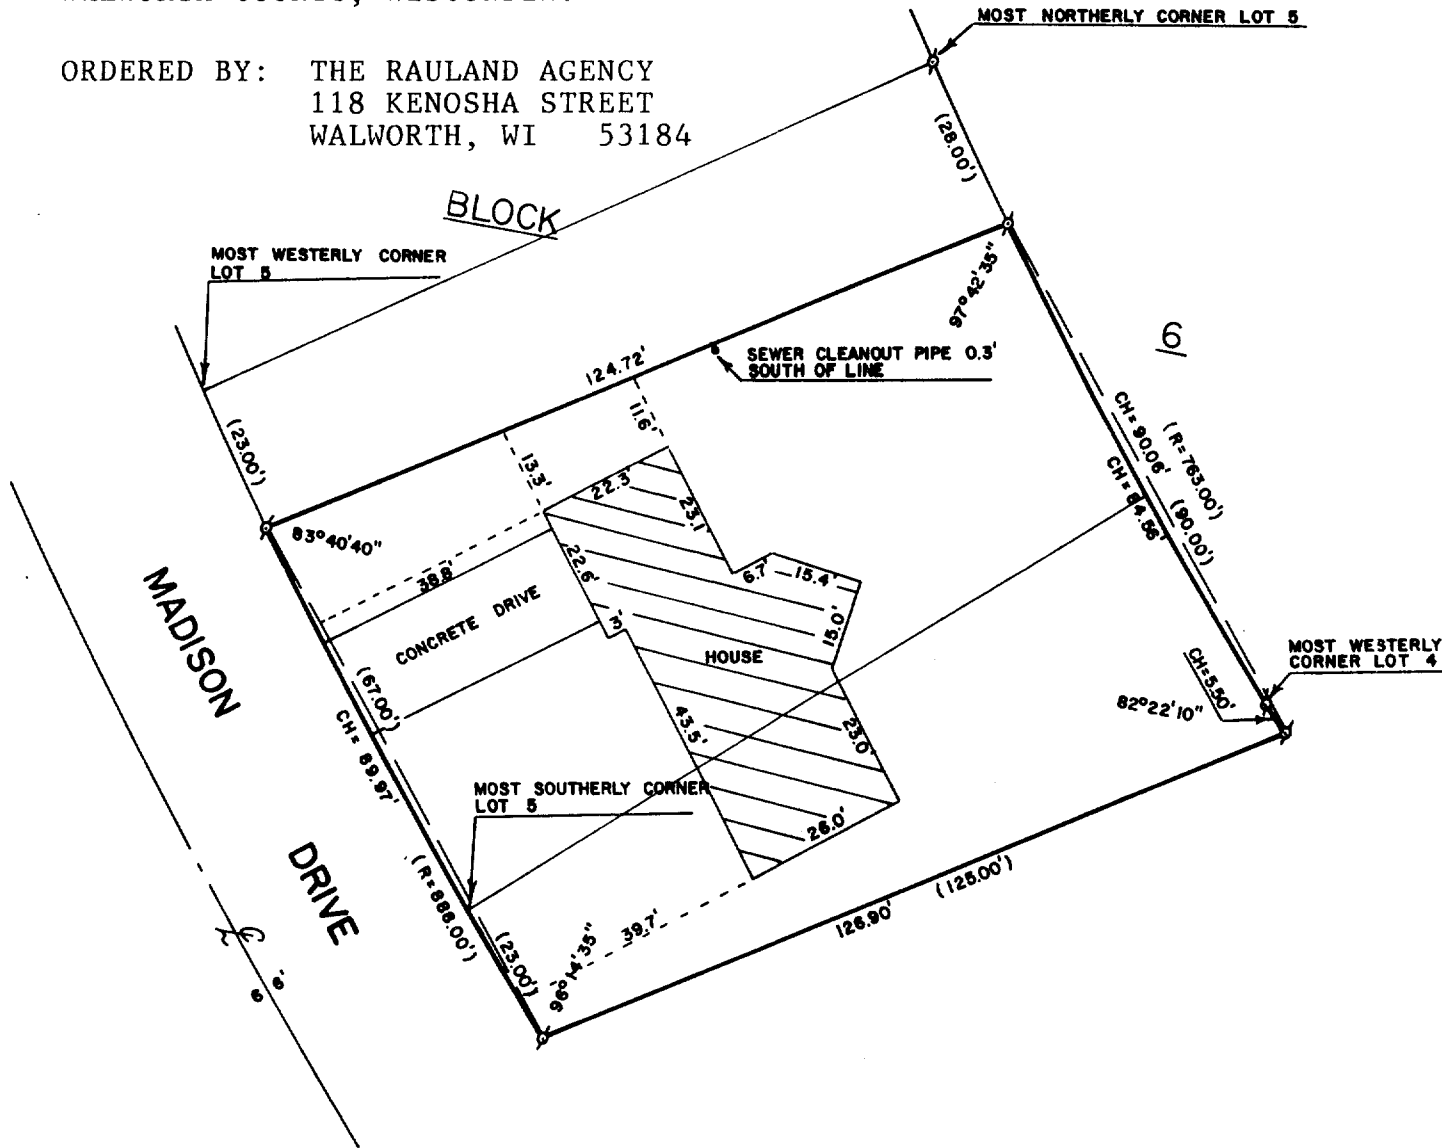 MOST NORTHERLY CORNER LOT 5
ORDERED BY: THE RAULAND AGENCY
118 KENOSHA STREET
WALWORTH, WI 53184
(28.00')
BLOCK
MOST WESTERLY CORNER
LOT 5
97°42'35"
6
SEWER CLEANOUT PIPE 0.3'
SOUTH OF LINE
124.72'
11.6'
13.3'
(23.00')
22.3'
23.1'
CH=90.06'
(R=763.00')
CH=84.56'
(90.00')
83°40'40"
38.8'
22.6'
6.7'
15.4'
15.0'
CONCRETE DRIVE
3'
HOUSE
MADISON
DRIVE
(67.00')
CH=89.97'
43.5'
23.0'
MOST WESTERLY
CORNER LOT 4
CH=5.50'
82°22'10"
MOST SOUTHERLY CORNER
LOT 5
26.0'
(R=888.00')
(23.00')
39.7'
96°14'35"
126.90'
(125.00')